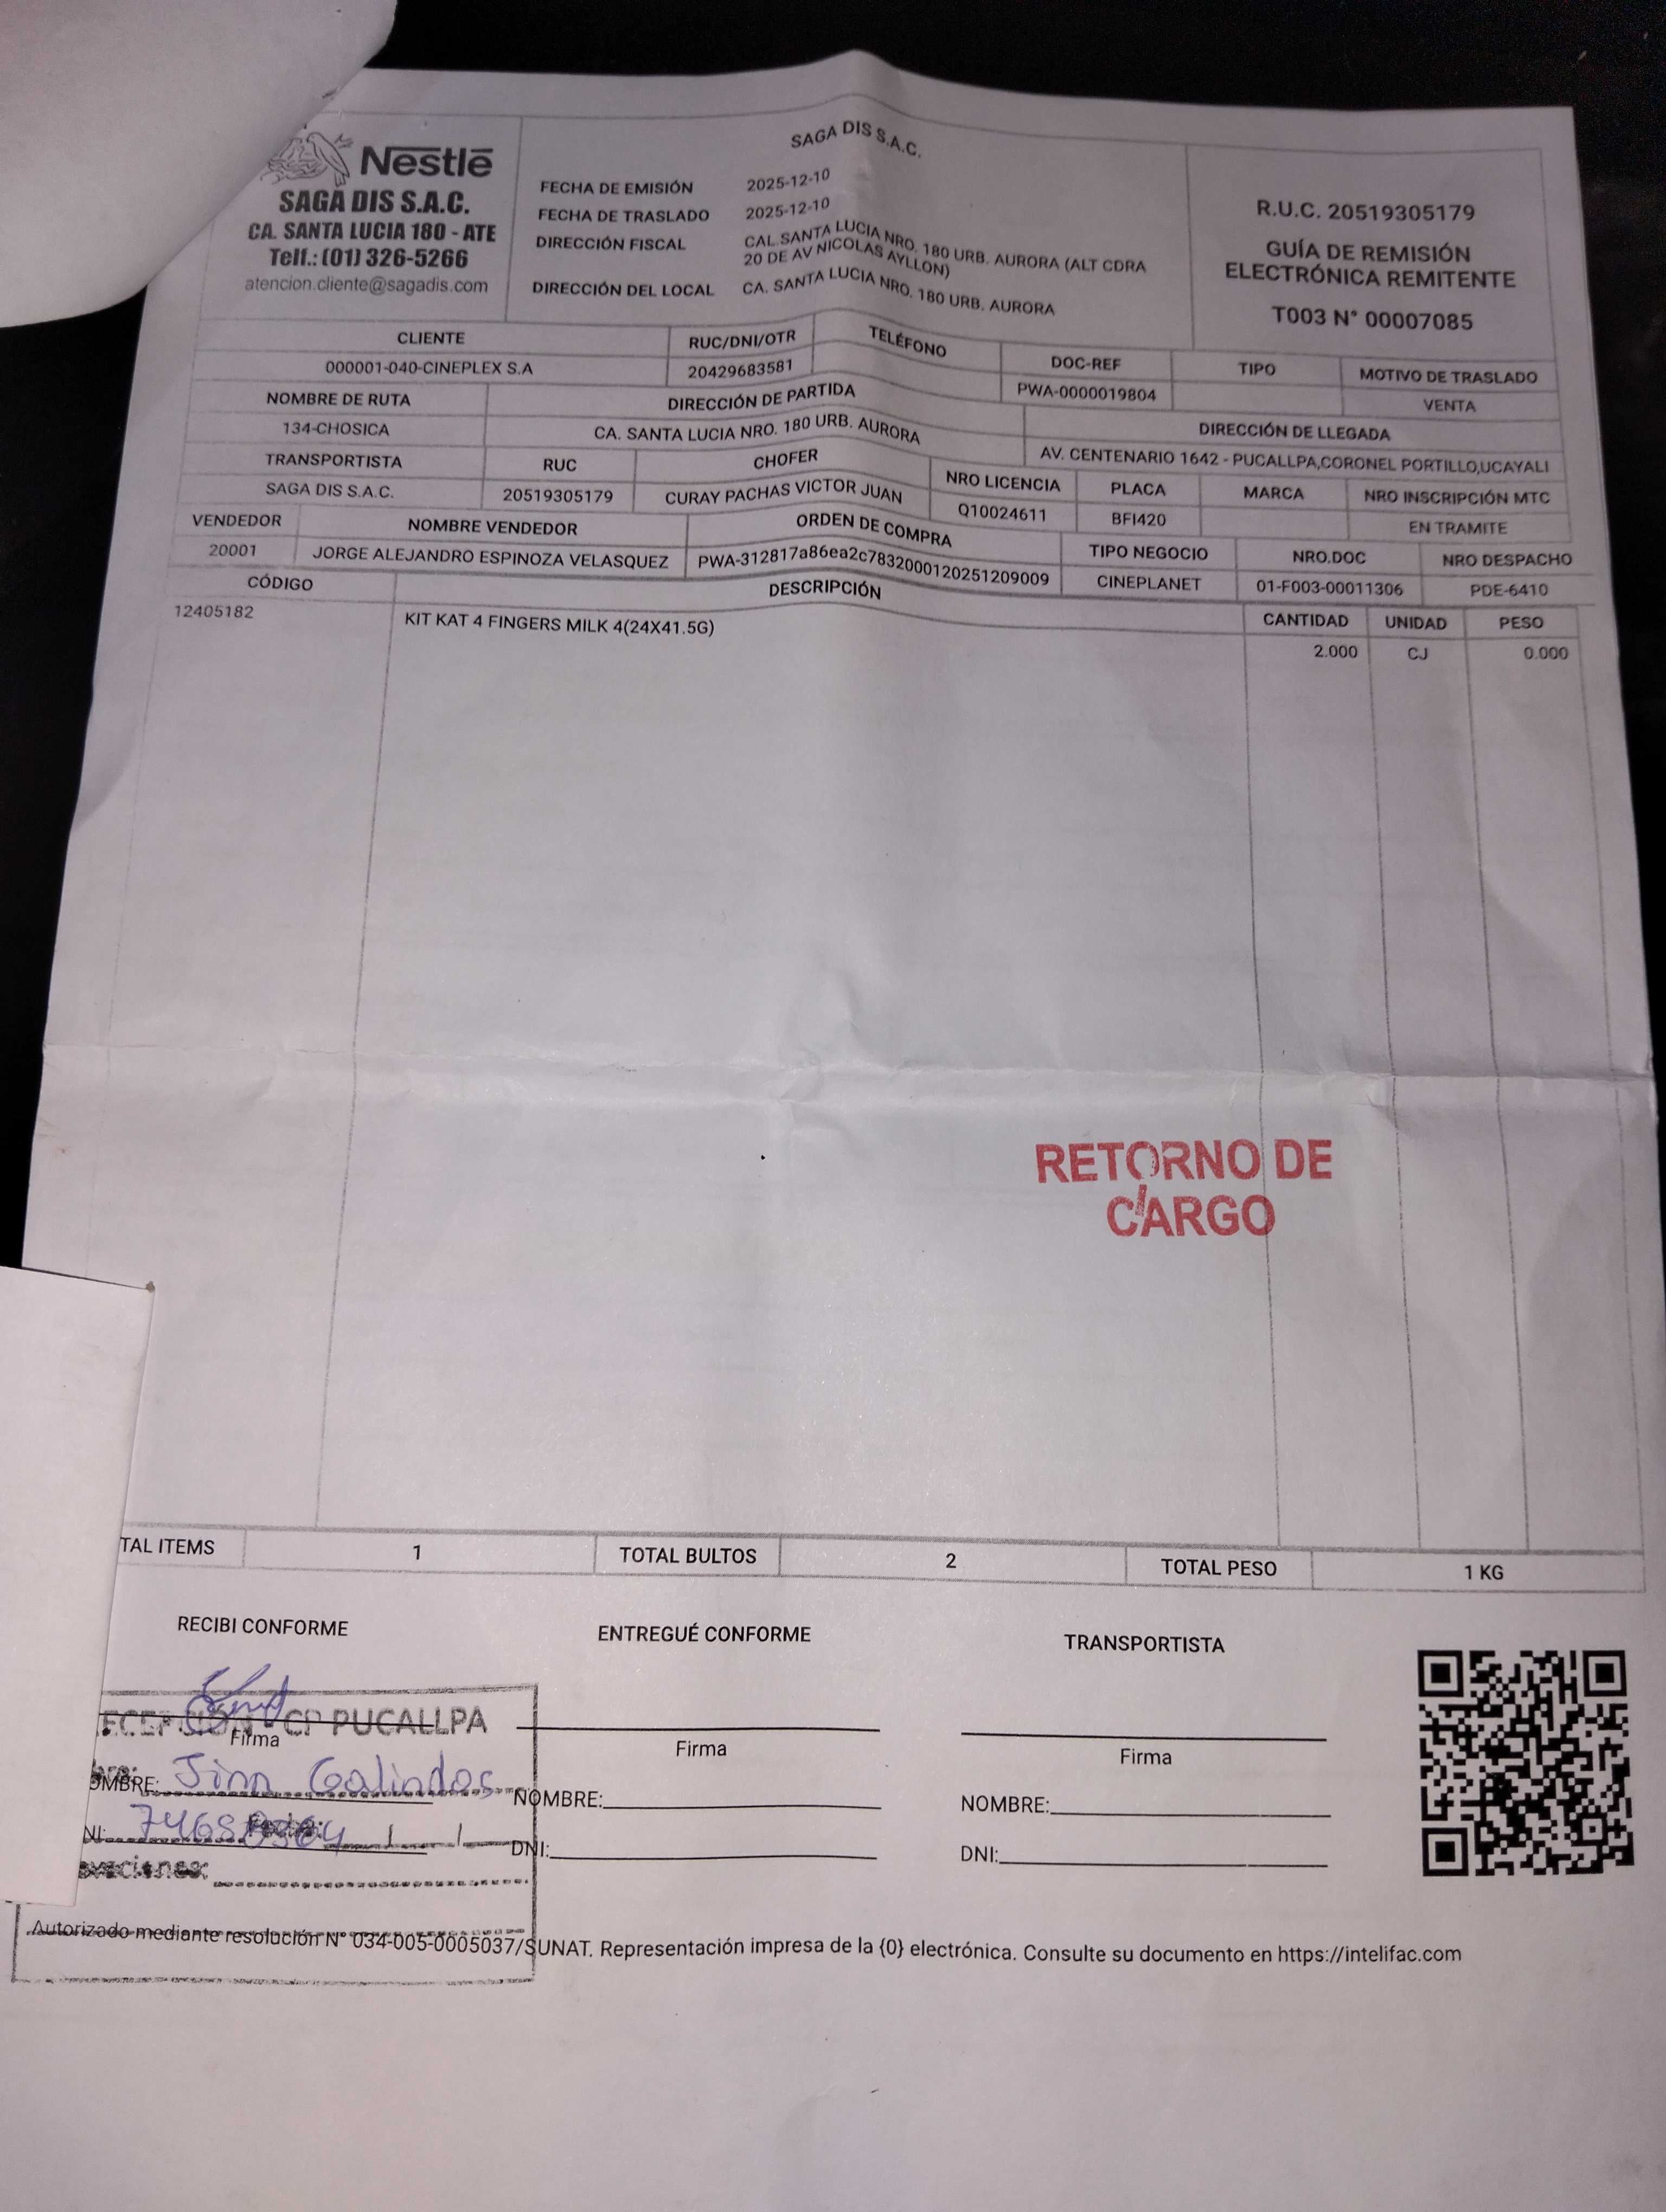 Nestlé
SAGA DIS S.A.C.
CA. SANTA LUCIA 180 - ATE
Telf.: (01) 326-5266
atencion.cliente@sagadis.com
SAGA DIS S.A.C.
FECHA DE EMISIÓN 2025-12-10
FECHA DE TRASLADO 2025-12-10
DIRECCIÓN FISCAL CAL.SANTA LUCIA NRO. 180 URB. AURORA (ALT CDRA
20 DE AV NICOLAS AYLLON)
DIRECCIÓN DEL LOCAL CA. SANTA LUCIA NRO. 180 URB. AURORA
R.U.C. 20519305179
GUÍA DE REMISIÓN
ELECTRÓNICA REMITENTE
T003 N° 00007085
CLIENTE RUC/DNI/OTR TELÉFONO DOC-REF TIPO MOTIVO DE TRASLADO
000001-040-CINEPLEX S.A 20429683581 PWA-0000019804 VENTA
NOMBRE DE RUTA DIRECCIÓN DE PARTIDA DIRECCIÓN DE LLEGADA
134-CHOSICA CA. SANTA LUCIA NRO. 180 URB. AURORA AV. CENTENARIO 1642 - PUCALLPA,CORONEL PORTILLO,UCAYALI
TRANSPORTISTA RUC CHOFER NRO LICENCIA PLACA MARCA NRO INSCRIPCIÓN MTC
SAGA DIS S.A.C. 20519305179 CURAY PACHAS VICTOR JUAN Q10024611 BFI420 EN TRAMITE
VENDEDOR NOMBRE VENDEDOR ORDEN DE COMPRA TIPO NEGOCIO NRO.DOC NRO DESPACHO
20001 JORGE ALEJANDRO ESPINOZA VELASQUEZ PWA-312817a86ea2c7832000120251209009 CINEPLANET 01-F003-00011306 PDE-6410
CÓDIGO DESCRIPCIÓN CANTIDAD UNIDAD PESO
12405182 KIT KAT 4 FINGERS MILK 4(24X41.5G) 2.000 CJ 0.000
RETORNO DE
CARGO
TAL ITEMS 1 TOTAL BULTOS 2 TOTAL PESO 1 KG
RECIBI CONFORME ENTREGUÉ CONFORME TRANSPORTISTA
CP PUCALLPA
Firma Firma Firma
OMBRE: Galindos NOMBRE: NOMBRE:
NI: DNI: DNI:
Autorizado mediante resolución N° 034-005-0005037/SUNAT. Representación impresa de la {0} electrónica. Consulte su documento en https://intelifac.com